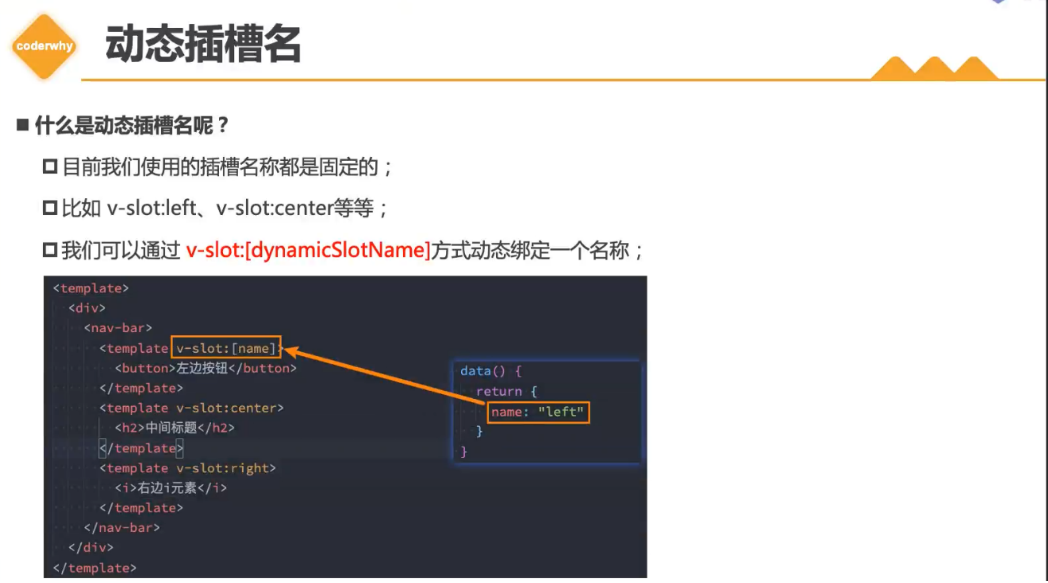 coderwhy
动态插槽名
什么是动态插槽名呢？
目前我们使用的插槽名称都是固定的；
比如 v-slot:left、v-slot:center等等；
我们可以通过 v-slot:[dynamicSlotName]方式动态绑定一个名称；
<template>
<div>
<nav-bar>
<template v-slot:[name]>
<button>左边按钮</button>
</template>
<template v-slot:center>
<h2>中间标题</h2>
</template>
<template v-slot:right>
<i>右边i元素</i>
</template>
</nav-bar>
</div>
</template>
data() {
return {
name: "left"
}
}